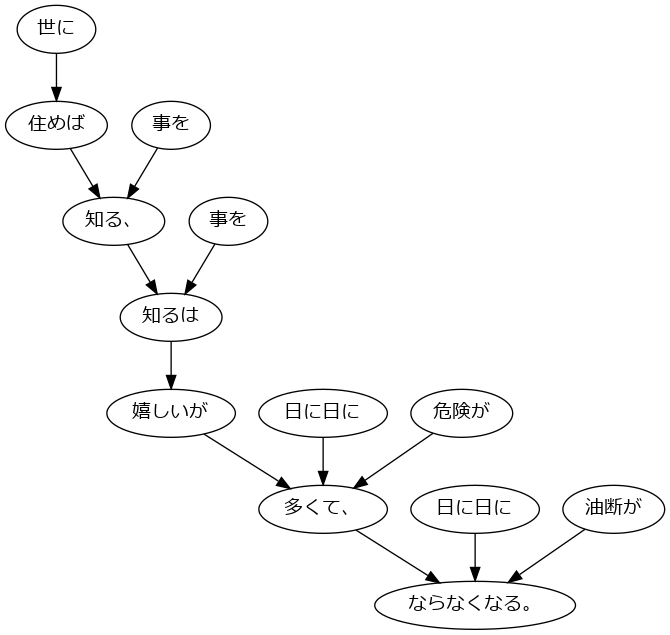 世に
住めば 事を
知る、 事を
知るは
嬉しいが 日に日に 危険が
多くて、 日に日に 油断が
ならなくなる。